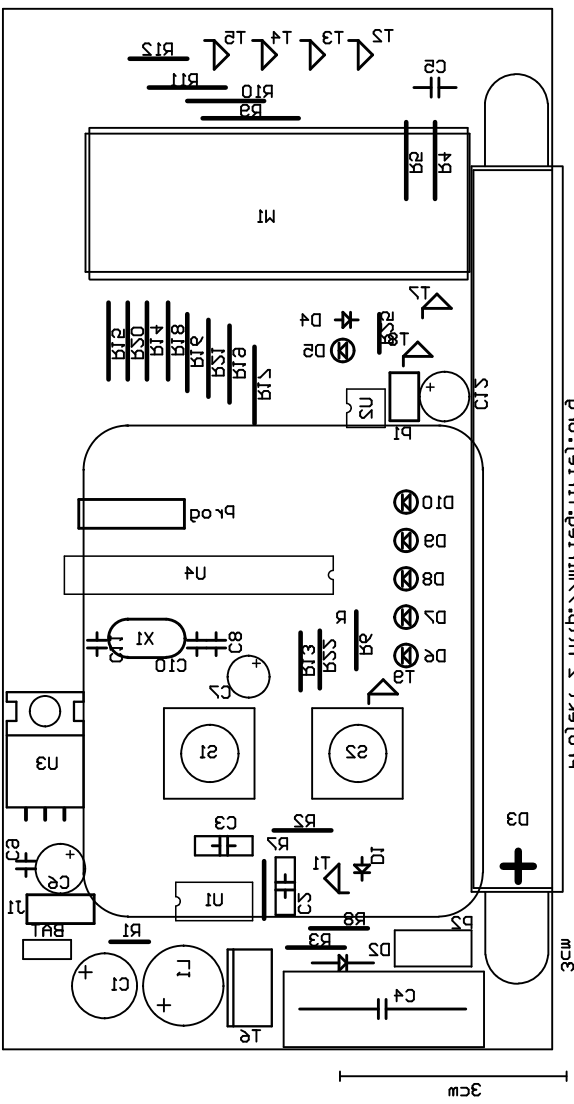 T5 T4 T3 T2
R12
C5
R11
R10
R9
R5 R4
W1
T7
D4
R25
T8
D5
R15 R20 R14 R18 R16 R21 R19 R17
U2
C12
P1
D10
Prog
D9
U4
D8
D7
R
X1
C11 C10 C8
R13 R22 R6
D6
C7
T9
S1 S2
U3
D3
R2
C3
R7
D1
C9
T1
C6
U1
C2
J1
R8
P2
BAT
R1
R3
D2
C1
L1
C4
T6
3cm
3cm